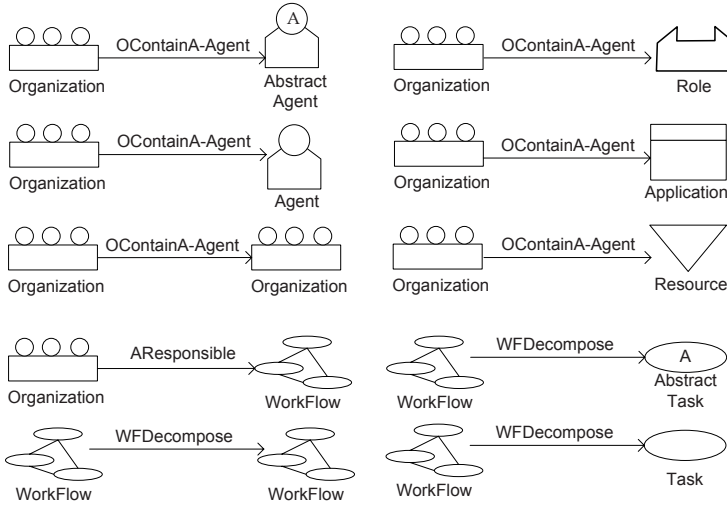 A
OContainA-Agent
Organization
Abstract
Agent
OContainA-Agent
Organization
Role
OContainA-Agent
Organization
Agent
OContainA-Agent
Organization
Application
OContainA-Agent
Organization
Organization
OContainA-Agent
Organization
Resource
AResponsible
Organization
WorkFlow
WFDecompose
A
WorkFlow
Abstract
Task
WFDecompose
WorkFlow
WorkFlow
WFDecompose
WorkFlow
Task